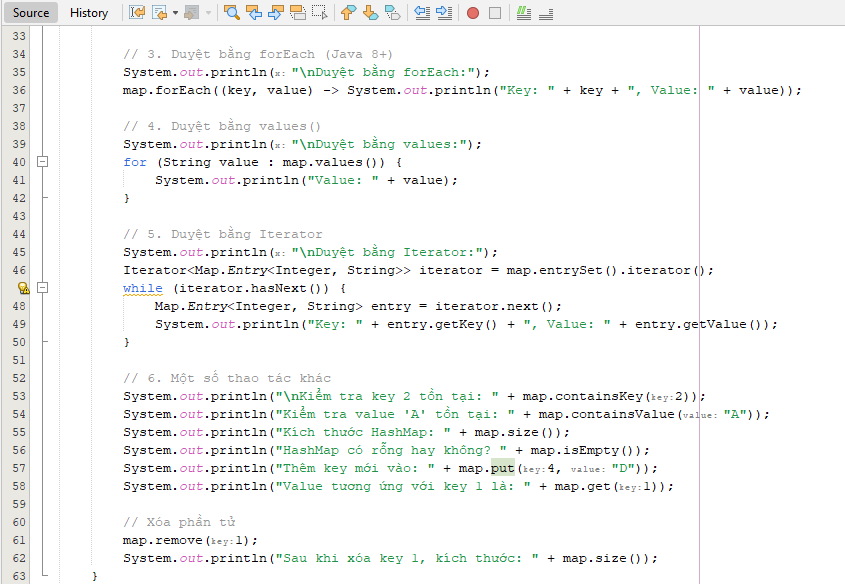 Source History
33
34 // 3. Duyệt bằng forEach (Java 8+)
35 System.out.println(x: "\nDuyệt bằng forEach:");
36 map.forEach((key, value) -> System.out.println("Key: " + key + ", Value: " + value));
37
38 // 4. Duyệt bằng values()
39 System.out.println(x: "\nDuyệt bằng values:");
40 for (String value : map.values()) {
41 System.out.println("Value: " + value);
42 }
43
44 // 5. Duyệt bằng Iterator
45 System.out.println(x: "\nDuyệt bằng Iterator:");
46 Iterator<Map.Entry<Integer, String>> iterator = map.entrySet().iterator();
while (iterator.hasNext()) {
48 Map.Entry<Integer, String> entry = iterator.next();
49 System.out.println("Key: " + entry.getKey() + ", Value: " + entry.getValue());
50 }
51
52 // 6. Một số thao tác khác
53 System.out.println("\nKiểm tra key 2 tồn tại: " + map.containsKey(key:2));
54 System.out.println("Kiểm tra value 'A' tồn tại: " + map.containsValue(value: "A"));
55 System.out.println("Kích thước HashMap: " + map.size());
56 System.out.println("HashMap có rỗng hay không? " + map.isEmpty());
57 System.out.println("Thêm key mới vào: " + map.put(key:4, value: "D"));
58 System.out.println("Value tương ứng với key 1 là: " + map.get(key:1));
59
60 // Xóa phần tử
61 map.remove(key:1);
62 System.out.println("Sau khi xóa key 1, kích thước: " + map.size());
63 }